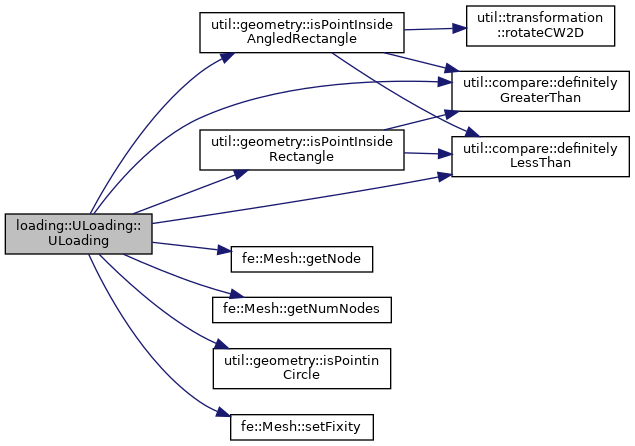 loading::ULoading::
ULoading
util::geometry::isPointInside
AngledRectangle
util::transformation
::rotateCW2D
util::compare::definitely
GreaterThan
util::geometry::isPointInside
Rectangle
util::compare::definitely
LessThan
fe::Mesh::getNode
fe::Mesh::getNumNodes
util::geometry::isPointin
Circle
fe::Mesh::setFixity